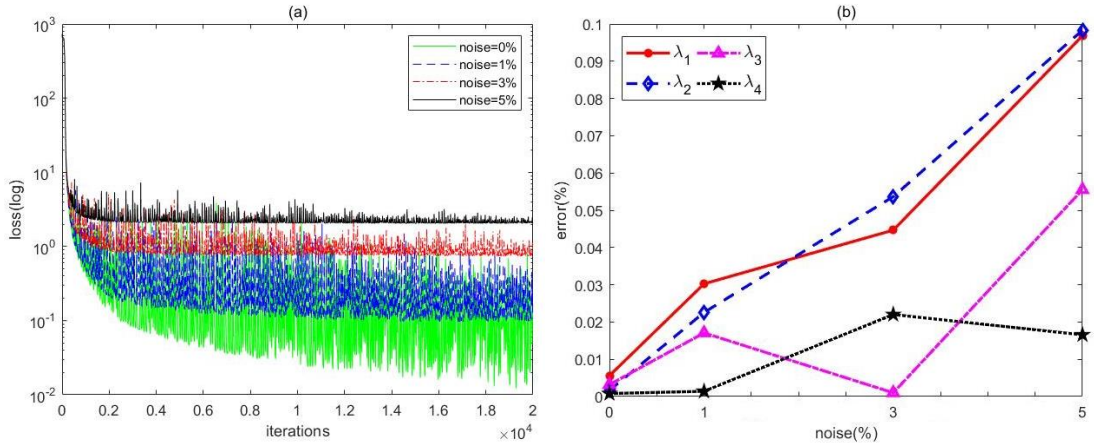 (a)
loss(log)
10^3
10^2
10^1
10^0
10^-1
10^-2
noise=0%
noise=1%
noise=3%
noise=5%
0 0.2 0.4 0.6 0.8 1 1.2 1.4 1.6 1.8 2
×10^4
iterations
(b)
error(%)
0.1
0.09
0.08
0.07
0.06
0.05
0.04
0.03
0.02
0.01
0
λ1 λ3
λ2 λ4
0 1 3 5
noise(%)